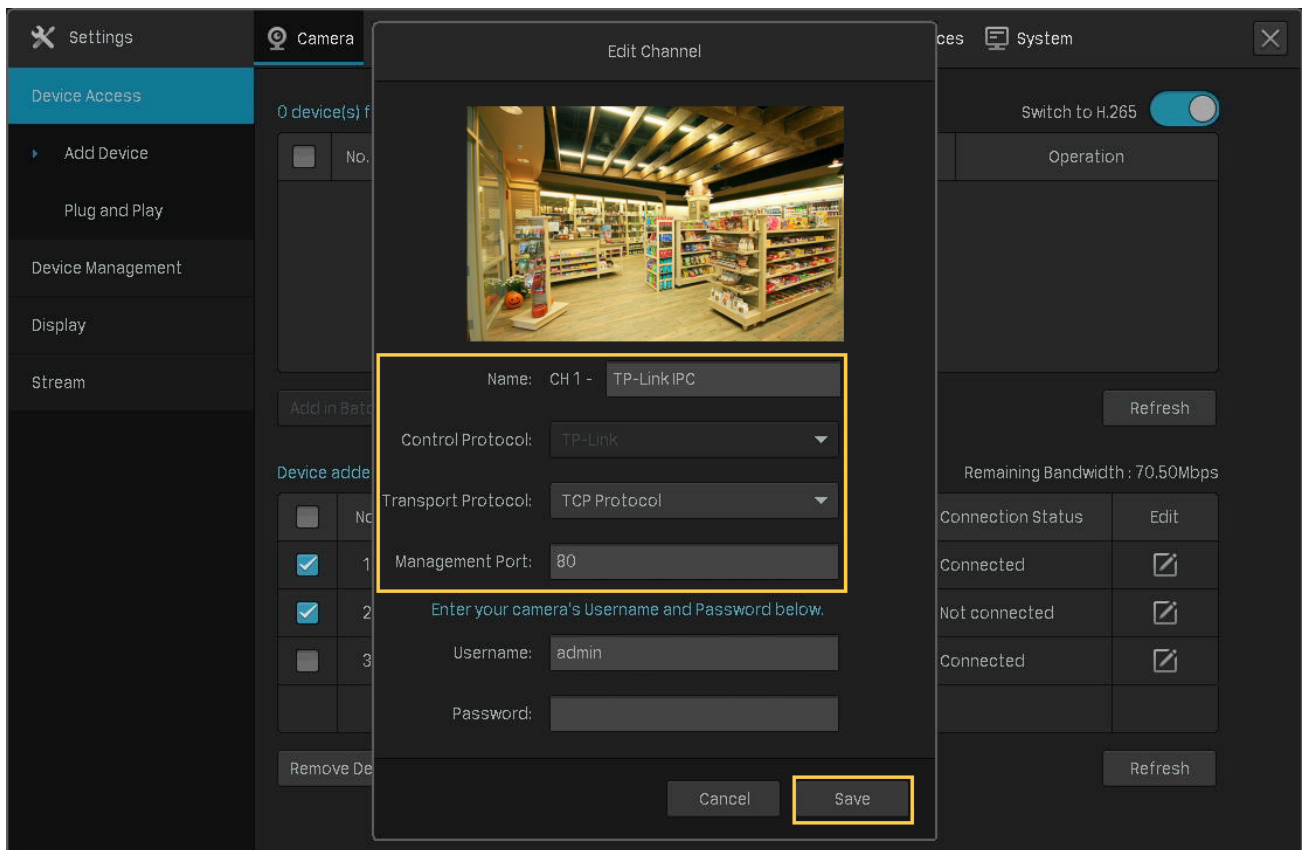 Settings
Camera
ces
System
Device Access
Add Device
Plug and Play
Device Management
Display
Stream
0 device(s) f
Switch to H.265
No.
Operation
Add in Batc
Refresh
Device adde
Remaining Bandwidth : 70.50Mbps
No
Connection Status
Edit
1
Connected
2
Not connected
3
Connected
Remove De
Refresh
Edit Channel
Name: CH 1 - TP-Link IPC
Control Protocol: TP-Link
Transport Protocol: TCP Protocol
Management Port: 80
Enter your camera's Username and Password below.
Username: admin
Password:
Cancel
Save